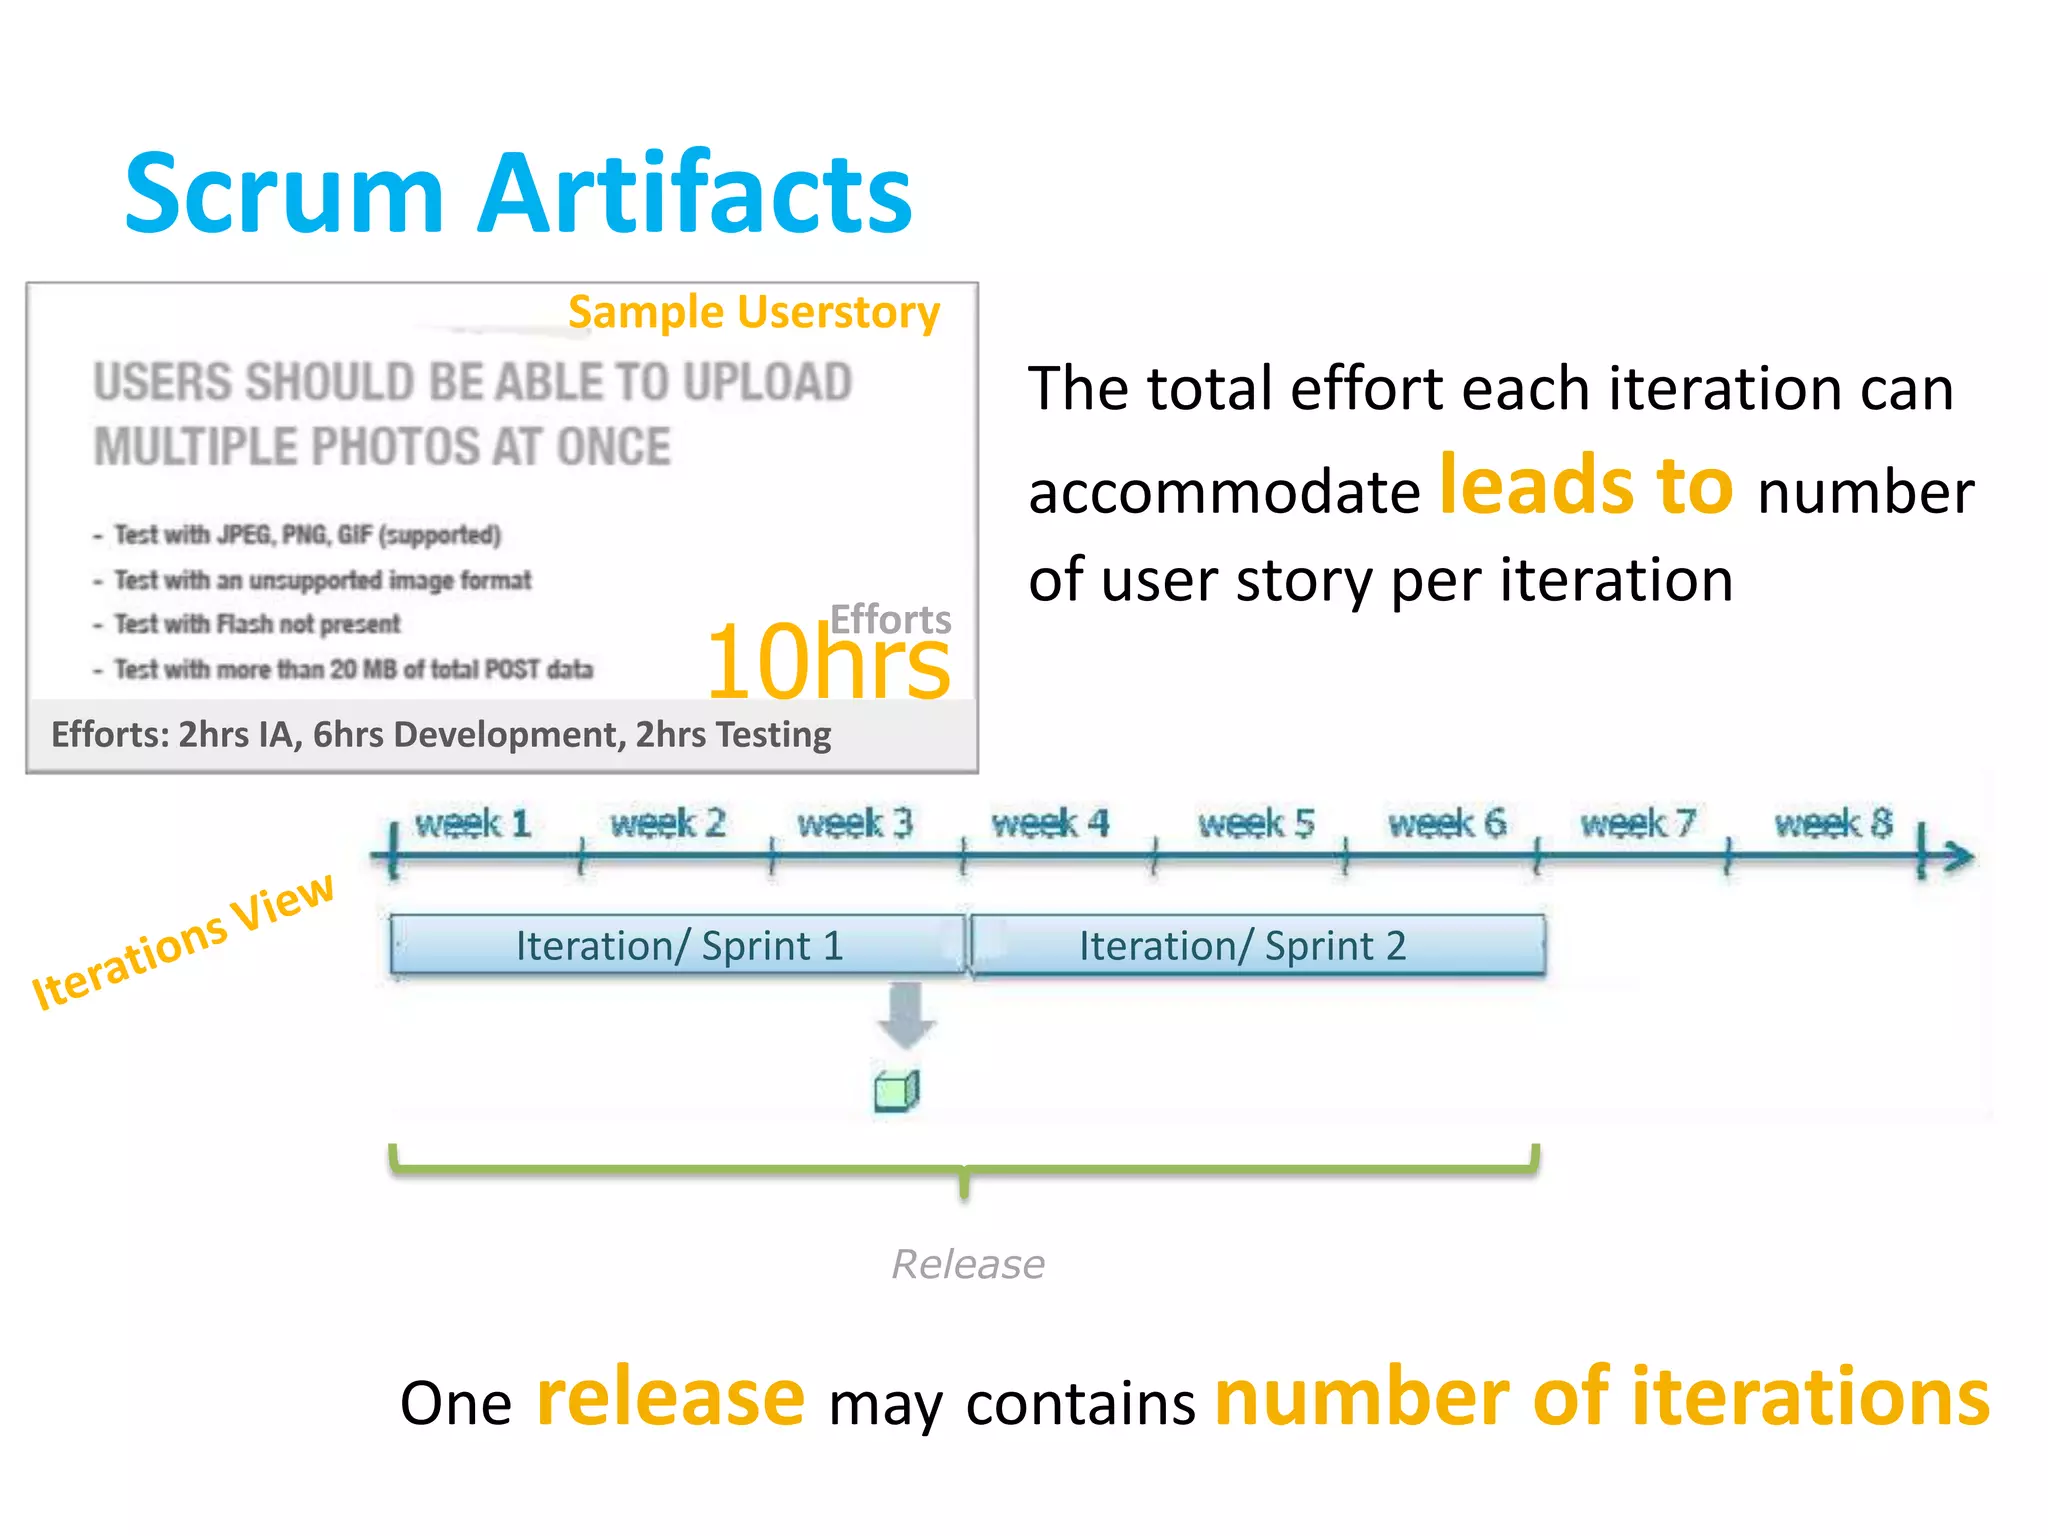 Scrum Artifacts
Sample Userstory
USERS SHOULD BE ABLE TO UPLOAD
MULTIPLE PHOTOS AT ONCE
- Test with JPEG, PNG, GIF (supported)
- Test with an unsupported image format
- Test with Flash not present
- Test with more than 20 MB of total POST data
Efforts
10hrs
Efforts: 2hrs IA, 6hrs Development, 2hrs Testing
The total effort each iteration can
accommodate leads to number
of user story per iteration
week 1 week 2 week 3 week 4 week 5 week 6 week 7 week 8
Iterations View
Iteration/ Sprint 1 Iteration/ Sprint 2
Release
One release may contains number of iterations